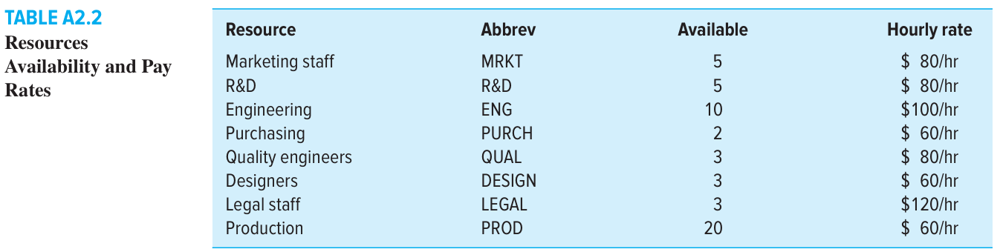 TABLE A2.2
Resources
Availability and Pay
Rates
Resource Abbrev Available Hourly rate
Marketing staff MRKT 5 $ 80/hr
R&D R&D 5 $ 80/hr
Engineering ENG 10 $100/hr
Purchasing PURCH 2 $ 60/hr
Quality engineers QUAL 3 $ 80/hr
Designers DESIGN 3 $ 60/hr
Legal staff LEGAL 3 $120/hr
Production PROD 20 $ 60/hr